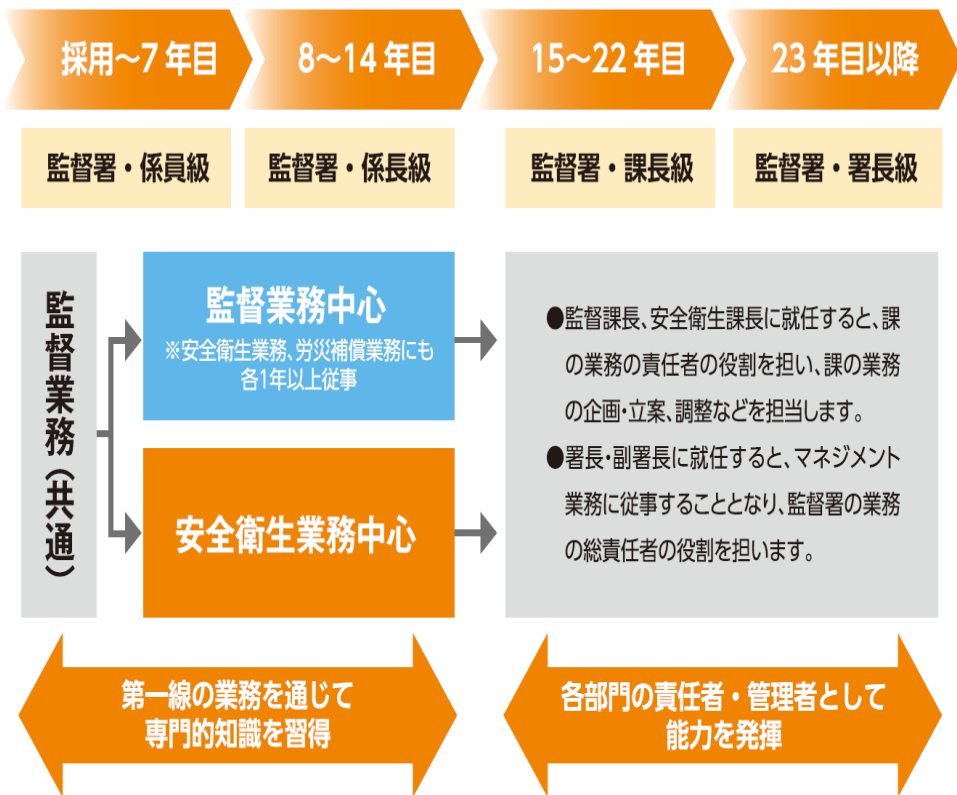 採用～7年目
8～14年目
15～22年目
23年目以降
監督署・係員級
監督署・係長級
監督署・課長級
監督署・署長級
監督業務（共通）
監督業務中心
※安全衛生業務、労災補償業務にも
各1年以上従事
安全衛生業務中心
●監督課長、安全衛生課長に就任すると、課
の業務の責任者の役割を担い、課の業務
の企画・立案、調整などを担当します。
●署長・副署長に就任すると、マネジメント
業務に従事することとなり、監督署の業務
の総責任者の役割を担います。
第一線の業務を通じて
専門的知識を習得
各部門の責任者・管理者として
能力を発揮